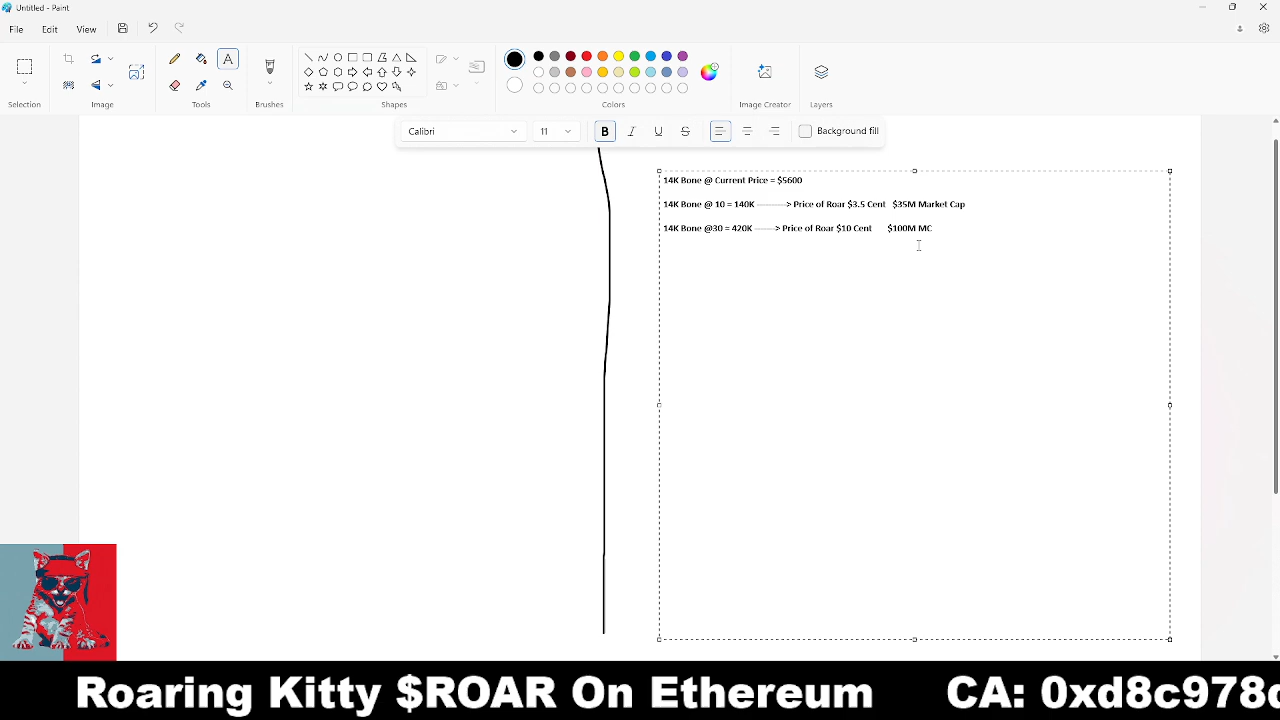 Untitled - Paint
File Edit View
Selection Image Tools Brushes Shapes Colors Image Creator Layers
Calibri 11 B I U S Background fill
14K Bone @ Current Price = $5600
14K Bone @ 10 = 140K ----------> Price of Roar $3.5 Cent $35M Market Cap
14K Bone @30 = 420K -------> Price of Roar $10 Cent $100M MC
Roaring Kitty $ROAR On Ethereum CA: 0xd8c978d